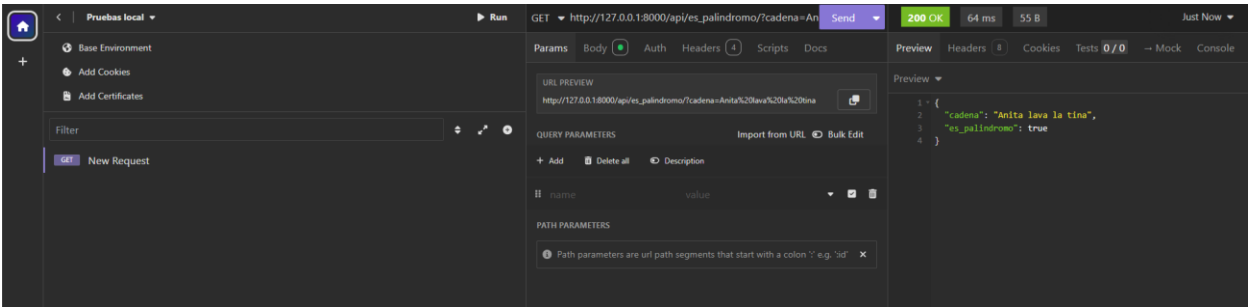 Pruebas local
Run
Base Environment
Add Cookies
Add Certificates
Filter
GET New Request
GET http://127.0.0.1:8000/api/es_palindromo/?cadena=An Send
Params Body Auth Headers 4 Scripts Docs
URL PREVIEW
http://127.0.0.1:8000/api/es_palindromo/?cadena=Anita%20lava%20la%20tina
QUERY PARAMETERS Import from URL Bulk Edit
+ Add Delete all Description
name value
PATH PARAMETERS
Path parameters are url path segments that start with a colon ':' e.g. ':id'
200 OK 64 ms 55 B Just Now
Preview Headers 8 Cookies Tests 0 / 0 → Mock Console
Preview
1 {
2 "cadena": "Anita lava la tina",
3 "es_palindromo": true
4 }